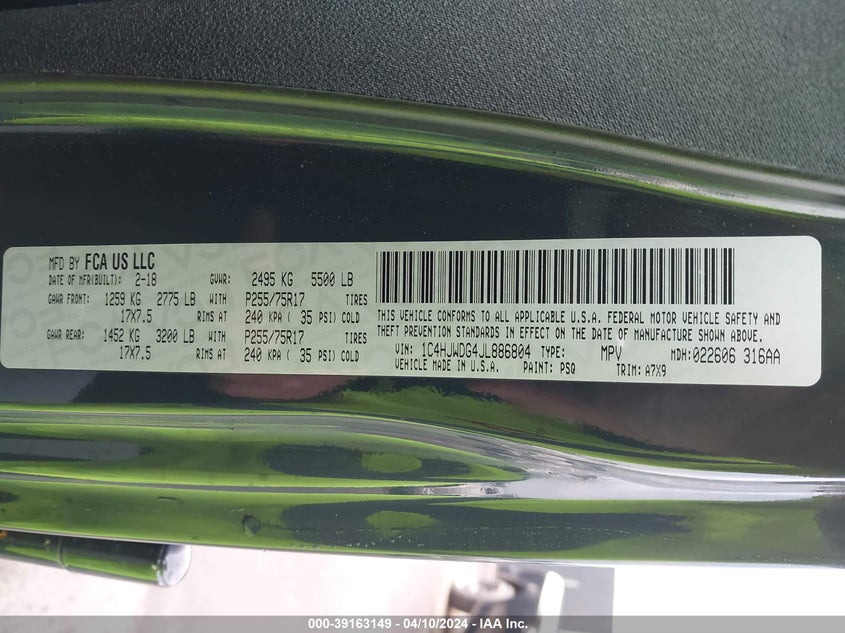 MFD BY FCA US LLC
DATE OF MFR(BUILT): 2-18 GVWR: 2495 KG 5500 LB
GAWR FRONT: 1259 KG 2775 LB WITH P255/75R17 TIRES
17X7.5 RIMS AT 240 KPA ( 35 PSI) COLD
GAWR REAR: 1452 KG 3200 LB WITH P255/75R17 TIRES
17X7.5 RIMS AT 240 KPA ( 35 PSI) COLD
THIS VEHICLE CONFORMS TO ALL APPLICABLE U.S.A. FEDERAL MOTOR VEHICLE SAFETY AND
THEFT PREVENTION STANDARDS IN EFFECT ON THE DATE OF MANUFACTURE SHOWN ABOVE.
VIN: 1C4HJWDG4JL886804 TYPE: MPV MDH: 022606 316AA
VEHICLE MADE IN U.S.A. PAINT: PSQ TRIM: A7X9
000-39163149 - 04/10/2024 - IAA Inc.